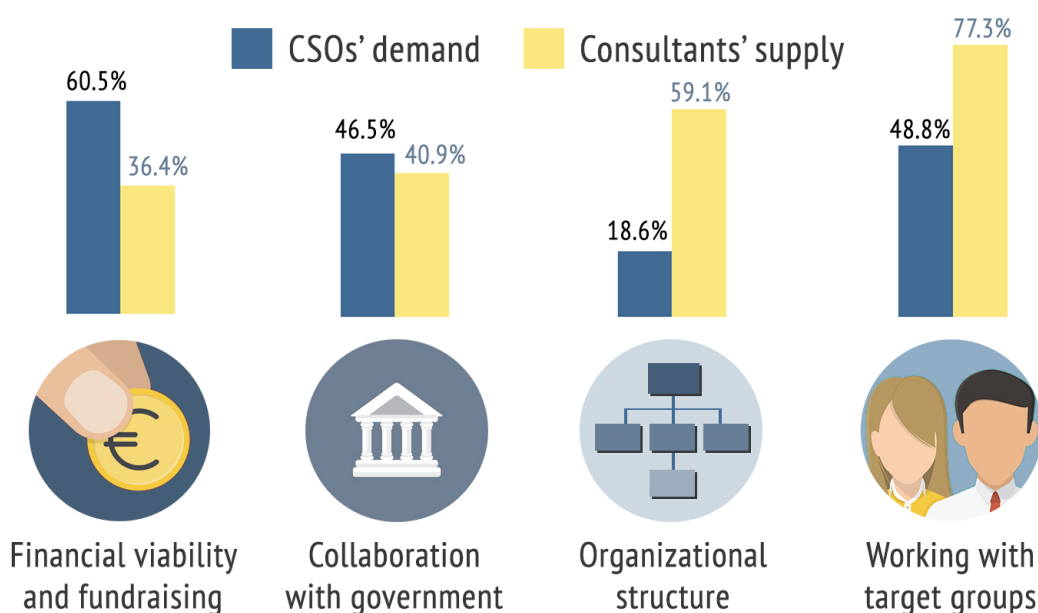 CSOs' demand
Consultants' supply
60.5%
36.4%
46.5%
40.9%
18.6%
59.1%
48.8%
77.3%
€
Financial viability
and fundraising
Collaboration
with government
Organizational
structure
Working with
target groups